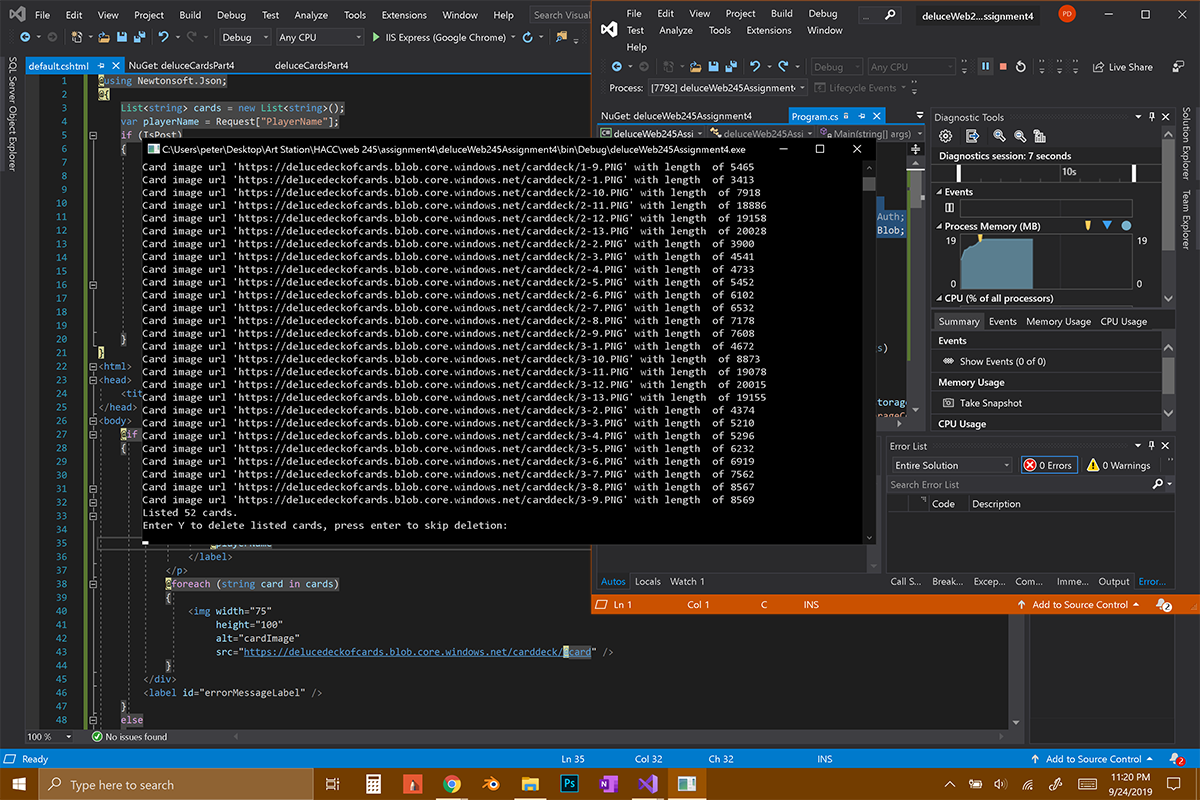 File Edit View Project Build Debug Test Analyze Tools Extensions Window Help Search Visual
Debug Any CPU IIS Express (Google Chrome)
SQL Server Object Explorer
default.cshtml NuGet: deluceCardsPart4 deluceCardsPart4
1 @using Newtonsoft.Json;
2 @{
3 List<string> cards = new List<string>();
4 var playerName = Request["PlayerName"];
5 if (IsPost)
6 {
7
8
9
10
11
12
13
14
15
16
17
18
19
20 }
21 }
22 <html>
23 <head>
24 <tit
25 </head>
26 <body>
27 @if
28 {
29
30
31
32
33
34
35 @playerName
36 </label>
37 </p>
38 @foreach (string card in cards)
39 {
40 <img width="75"
41 height="100"
42 alt="cardImage"
43 src="https://delucedeckofcards.blob.core.windows.net/carddeck/@card" />
44 }
45 </div>
46 <label id="errorMessageLabel" />
47 }
48 else
100 % No issues found
Ready Ln 35 Col 32 Ch 32 INS Add to Source Control 2
C:\Users\peter\Desktop\Art Station\HACC\web 245\assignment4\deluceWeb245Assignment4\bin\Debug\deluceWeb245Assignment4.exe
Card image url 'https://delucedeckofcards.blob.core.windows.net/carddeck/1-9.PNG' with length  of 5465
Card image url 'https://delucedeckofcards.blob.core.windows.net/carddeck/2-1.PNG' with length  of 3413
Card image url 'https://delucedeckofcards.blob.core.windows.net/carddeck/2-10.PNG' with length  of 7918
Card image url 'https://delucedeckofcards.blob.core.windows.net/carddeck/2-11.PNG' with length  of 18886
Card image url 'https://delucedeckofcards.blob.core.windows.net/carddeck/2-12.PNG' with length  of 19158
Card image url 'https://delucedeckofcards.blob.core.windows.net/carddeck/2-13.PNG' with length  of 20028
Card image url 'https://delucedeckofcards.blob.core.windows.net/carddeck/2-2.PNG' with length  of 3900
Card image url 'https://delucedeckofcards.blob.core.windows.net/carddeck/2-3.PNG' with length  of 4541
Card image url 'https://delucedeckofcards.blob.core.windows.net/carddeck/2-4.PNG' with length  of 4733
Card image url 'https://delucedeckofcards.blob.core.windows.net/carddeck/2-5.PNG' with length  of 5452
Card image url 'https://delucedeckofcards.blob.core.windows.net/carddeck/2-6.PNG' with length  of 6102
Card image url 'https://delucedeckofcards.blob.core.windows.net/carddeck/2-7.PNG' with length  of 6532
Card image url 'https://delucedeckofcards.blob.core.windows.net/carddeck/2-8.PNG' with length  of 7178
Card image url 'https://delucedeckofcards.blob.core.windows.net/carddeck/2-9.PNG' with length  of 7608
Card image url 'https://delucedeckofcards.blob.core.windows.net/carddeck/3-1.PNG' with length  of 4672
Card image url 'https://delucedeckofcards.blob.core.windows.net/carddeck/3-10.PNG' with length  of 8873
Card image url 'https://delucedeckofcards.blob.core.windows.net/carddeck/3-11.PNG' with length  of 19078
Card image url 'https://delucedeckofcards.blob.core.windows.net/carddeck/3-12.PNG' with length  of 20015
Card image url 'https://delucedeckofcards.blob.core.windows.net/carddeck/3-13.PNG' with length  of 19155
Card image url 'https://delucedeckofcards.blob.core.windows.net/carddeck/3-2.PNG' with length  of 4374
Card image url 'https://delucedeckofcards.blob.core.windows.net/carddeck/3-3.PNG' with length  of 5210
Card image url 'https://delucedeckofcards.blob.core.windows.net/carddeck/3-4.PNG' with length  of 5296
Card image url 'https://delucedeckofcards.blob.core.windows.net/carddeck/3-5.PNG' with length  of 6232
Card image url 'https://delucedeckofcards.blob.core.windows.net/carddeck/3-6.PNG' with length  of 6919
Card image url 'https://delucedeckofcards.blob.core.windows.net/carddeck/3-7.PNG' with length  of 7562
Card image url 'https://delucedeckofcards.blob.core.windows.net/carddeck/3-8.PNG' with length  of 8567
Card image url 'https://delucedeckofcards.blob.core.windows.net/carddeck/3-9.PNG' with length  of 8569
Listed 52 cards.
Enter Y to delete listed cards, press enter to skip deletion:
File Edit View Project Build Debug ... deluceWeb2...ssignment4 PD
Test Analyze Tools Extensions Window
Help
Debug Any CPU Live Share
Process: [7792] deluceWeb245Assignment Lifecycle Events
NuGet: deluceWeb245Assignment4 Program.cs
deluceWeb245Assi deluceWeb245Assi Main(string[] args)
Auth;
Blob;
s)
torage
rageCo
Diagnostic Tools
Diagnostics session: 7 seconds
10s
Events
Process Memory (MB)
19 19
0 0
CPU (% of all processors)
Summary Events Memory Usage CPU Usage
Events
Show Events (0 of 0)
Memory Usage
Take Snapshot
CPU Usage
Error List
Entire Solution 0 Errors 0 Warnings
Search Error List
Code Description
Autos Locals Watch 1 Call S... Break... Excep... Com... Imme... Output Error...
Ln 1 Col 1 C INS Add to Source Control 2
Solution Explorer
Team Explorer
Type here to search Ps N 11:20 PM
9/24/2019